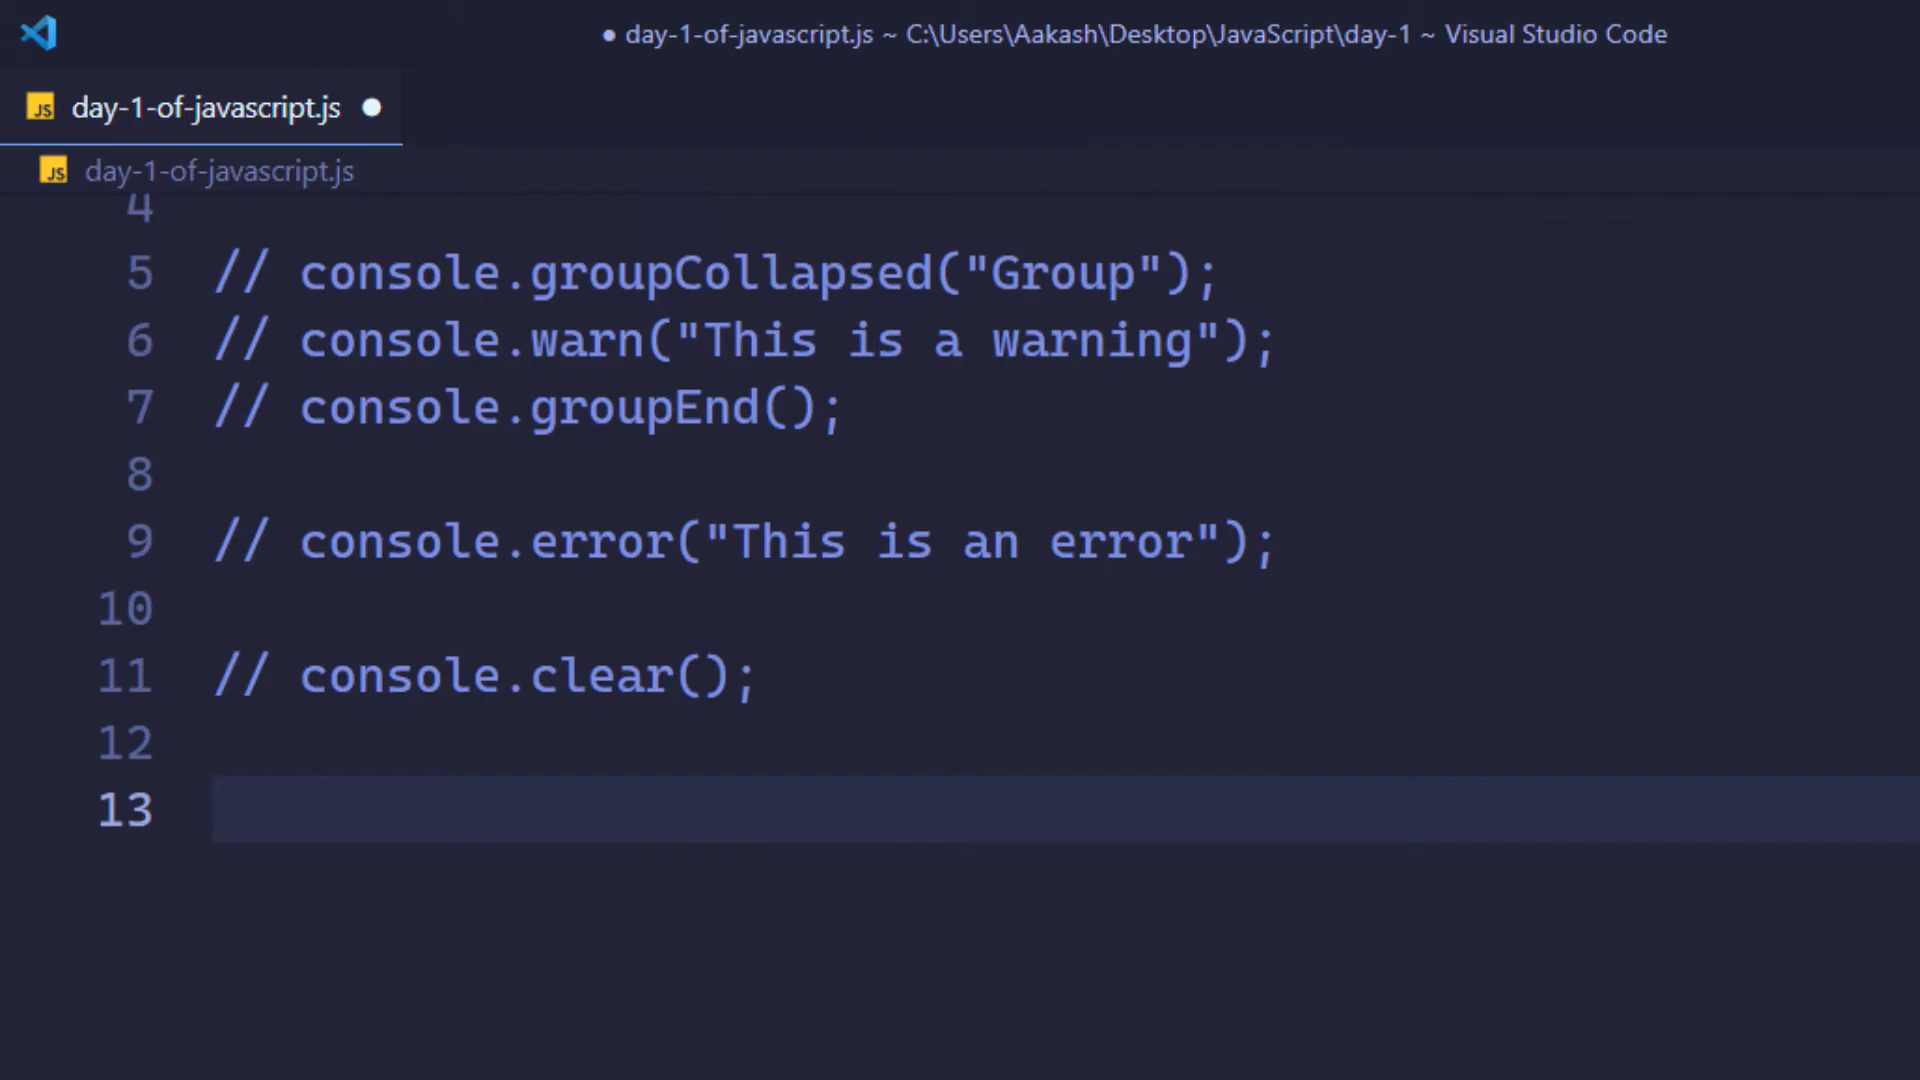 ● day-1-of-javascript.js ~ C:\Users\Aakash\Desktop\JavaScript\day-1 ~ Visual Studio Code
JS day-1-of-javascript.js ●
JS day-1-of-javascript.js
4
5 // console.groupCollapsed("Group");
6 // console.warn("This is a warning");
7 // console.groupEnd();
8
9 // console.error("This is an error");
10
11 // console.clear();
12
13